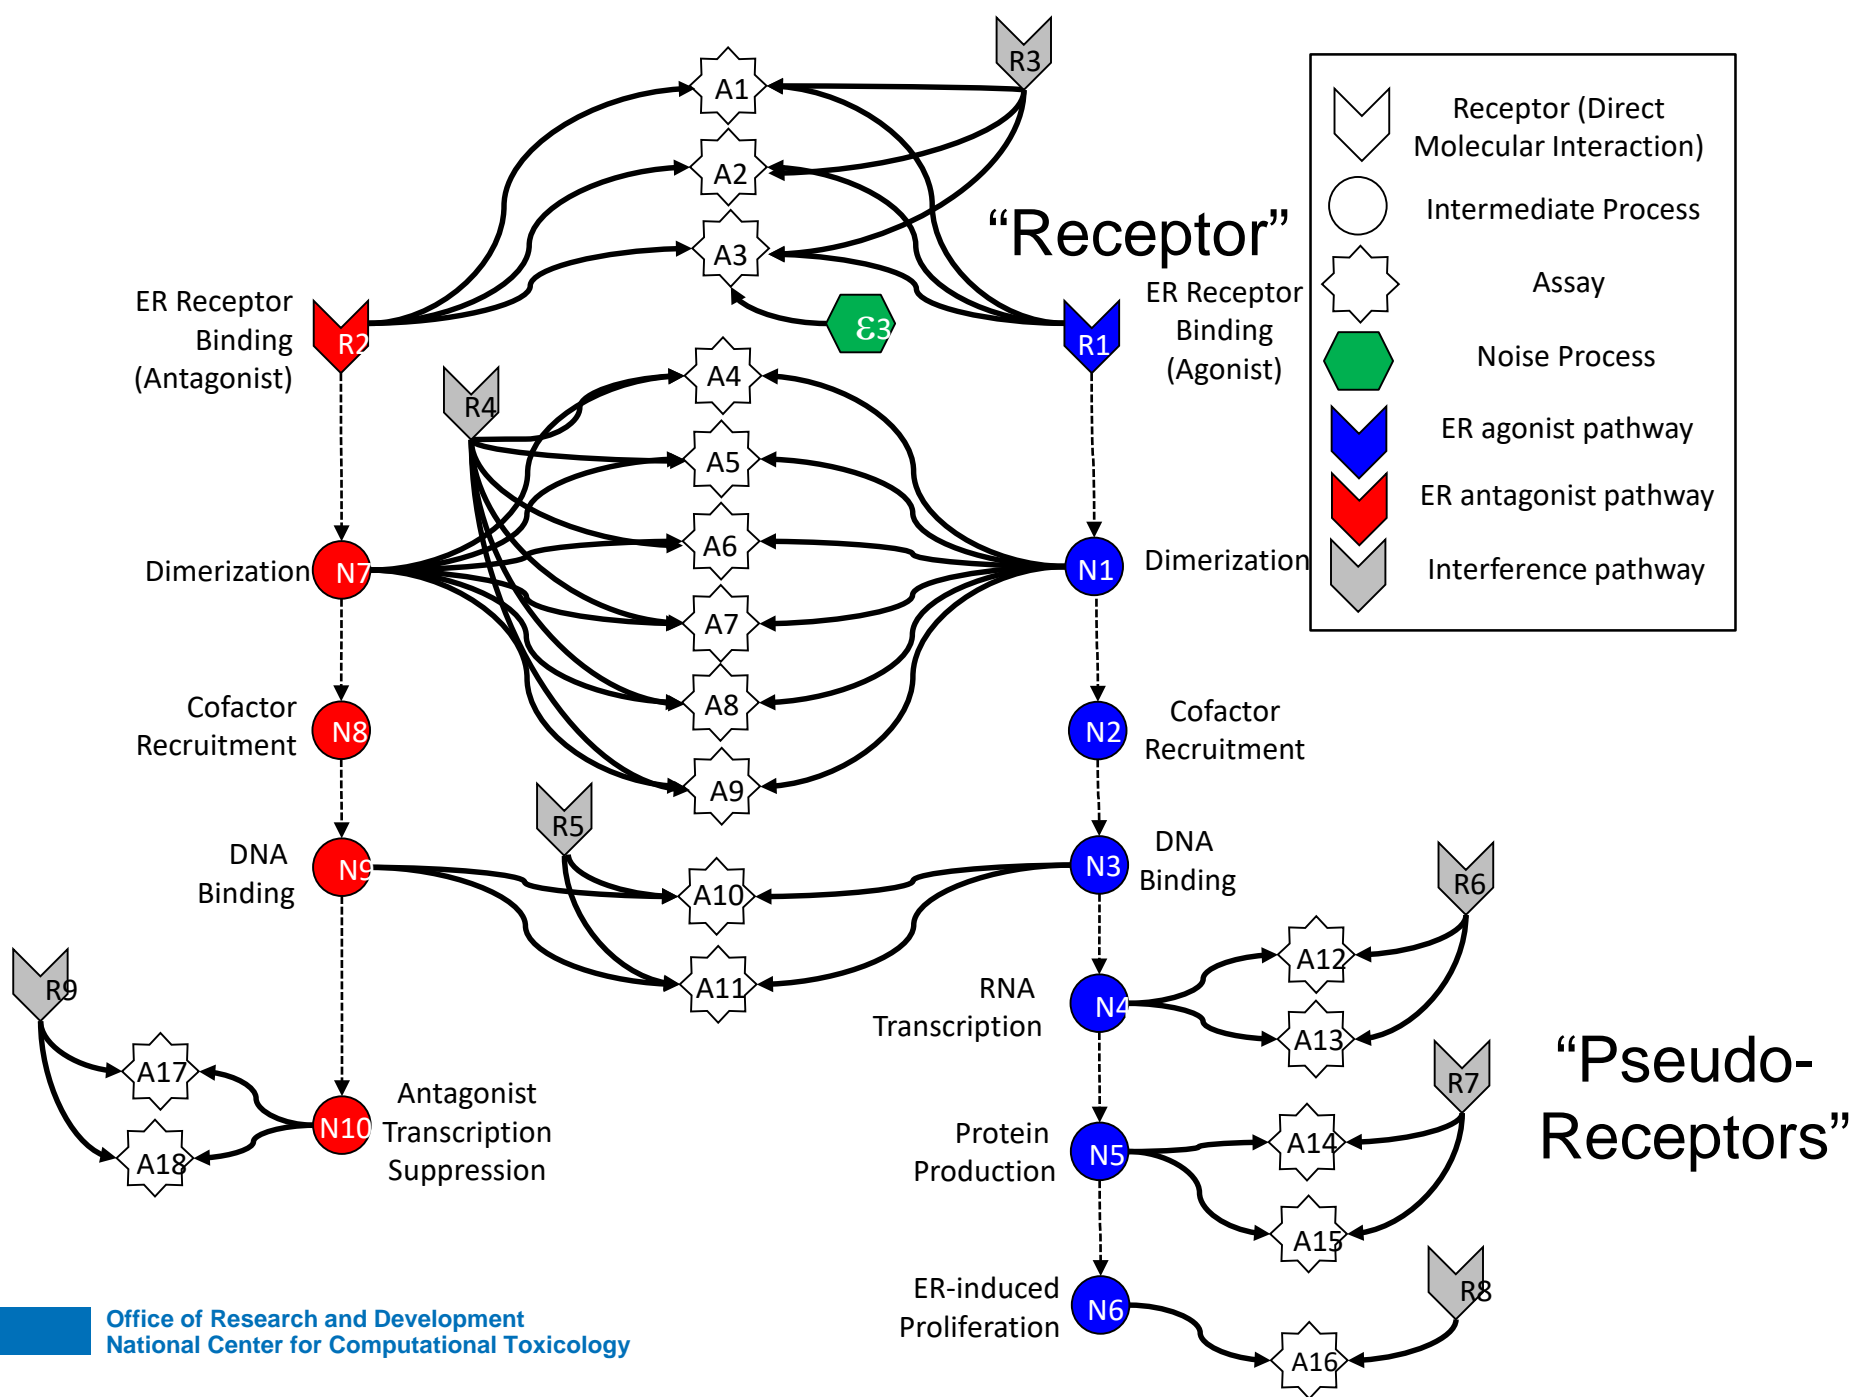 R3
A1
A2
A3
“Receptor”
ER Receptor
Binding
(Antagonist)
R2
ε3
R1
ER Receptor
Binding
(Agonist)
Receptor (Direct
Molecular Interaction)
Intermediate Process
Assay
Noise Process
ER agonist pathway
ER antagonist pathway
Interference pathway
R4
A4
A5
A6
A7
A8
A9
Dimerization
N7
N1
Dimerization
Cofactor
Recruitment
N8
N2
Cofactor
Recruitment
R5
DNA
Binding
N9
A10
A11
N3
DNA
Binding
R6
A12
A13
RNA
Transcription
N4
R9
A17
A18
N10
Antagonist
Transcription
Suppression
R7
“Pseudo-
Receptors”
Protein
Production
N5
A14
A15
R8
ER-induced
Proliferation
N6
A16
Office of Research and Development
National Center for Computational Toxicology